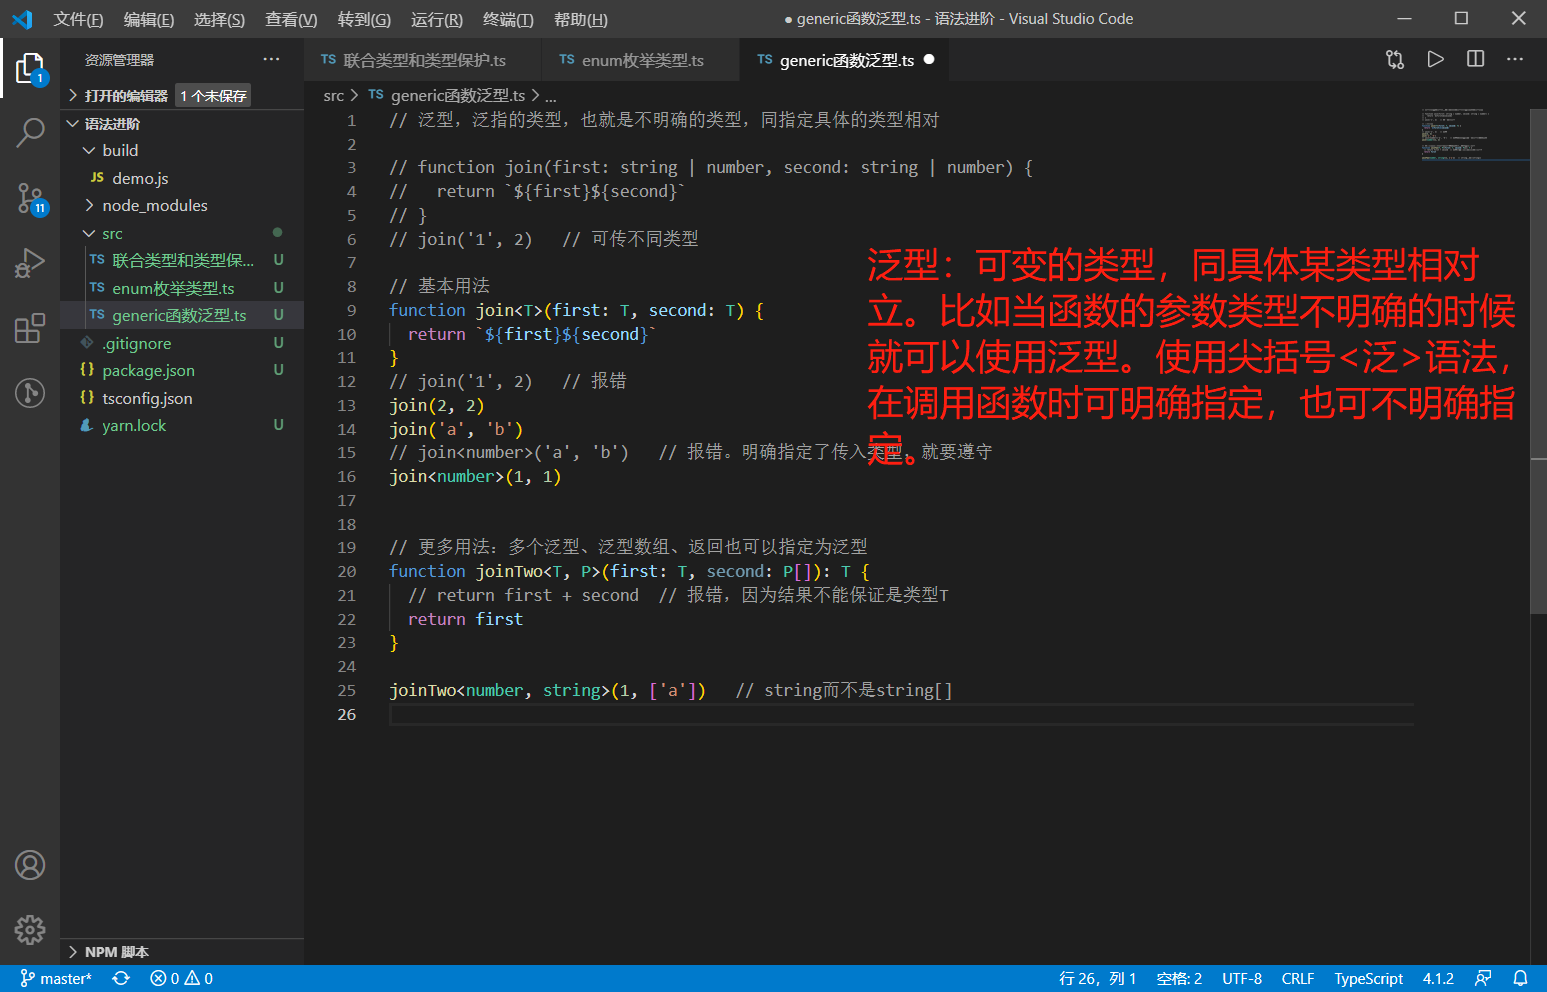 文件(F) 编辑(E) 选择(S) 查看(V) 转到(G) 运行(R) 终端(T) 帮助(H) ● generic函数泛型.ts - 语法进阶 - Visual Studio Code
资源管理器 ···
TS 联合类型和类型保护.ts TS enum枚举类型.ts TS generic函数泛型.ts ●
1
打开的编辑器 1 个未保存
src > TS generic函数泛型.ts > ...
语法进阶
build
JS demo.js
node_modules
11
src
TS 联合类型和类型保... U
TS enum枚举类型.ts U
TS generic函数泛型.ts U
.gitignore U
{} package.json U
{} tsconfig.json
yarn.lock U
NPM 脚本
1 // 泛型，泛指的类型，也就是不明确的类型，同指定具体的类型相对
2
3 // function join(first: string | number, second: string | number) {
4 //   return `${first}${second}`
5 // }
6 // join('1', 2)   // 可传不同类型
7
8 // 基本用法
9 function join<T>(first: T, second: T) {
10   return `${first}${second}`
11 }
12 // join('1', 2)   // 报错
13 join(2, 2)
14 join('a', 'b')
15 // join<number>('a', 'b')   // 报错。明确指定了传入类型，就要遵守
16 join<number>(1, 1)
17
18
19 // 更多用法：多个泛型、泛型数组、返回也可以指定为泛型
20 function joinTwo<T, P>(first: T, second: P[]): T {
21   // return first + second  // 报错，因为结果不能保证是类型T
22   return first
23 }
24
25 joinTwo<number, string>(1, ['a'])   // string而不是string[]
26
泛型：可变的类型，同具体某类型相对
立。比如当函数的参数类型不明确的时候
就可以使用泛型。使用尖括号<泛>语法，
在调用函数时可明确指定，也可不明确指
定。
master* 0 0 行 26，列 1 空格: 2 UTF-8 CRLF TypeScript 4.1.2